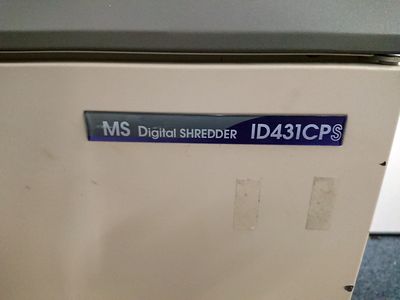 MS Digital SHREDDER ID431CPS